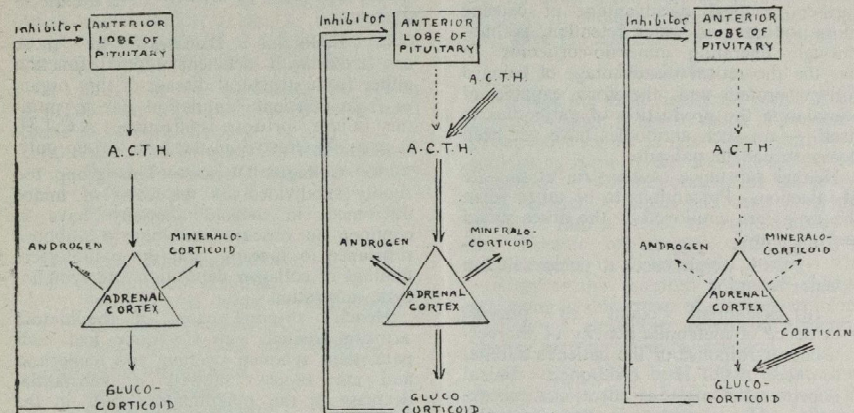 Inhibitor
ANTERIOR
LOBE OF
PITUITARY
A.C.T.H.
ANDROGEN
MINERALO-
CORTICOID
ADRENAL
CORTEX
GLUCO-
CORTICOID
Inhibitor
ANTERIOR
LOBE OF
PITUITARY
A.C.T.H.
A.C.T.H.
ANDROGEN
MINERALO-
CORTICOID
ADRENAL
CORTEX
GLUCO
CORTICOID
Inhibitor
ANTERIOR
LOBE OF
PITUITARY
A.C.T.H
ANDROGEN
MINERALO-
CORTICOID
ADRENAL
CORTEX
CORTISON
GLUCO-
CORTICOID